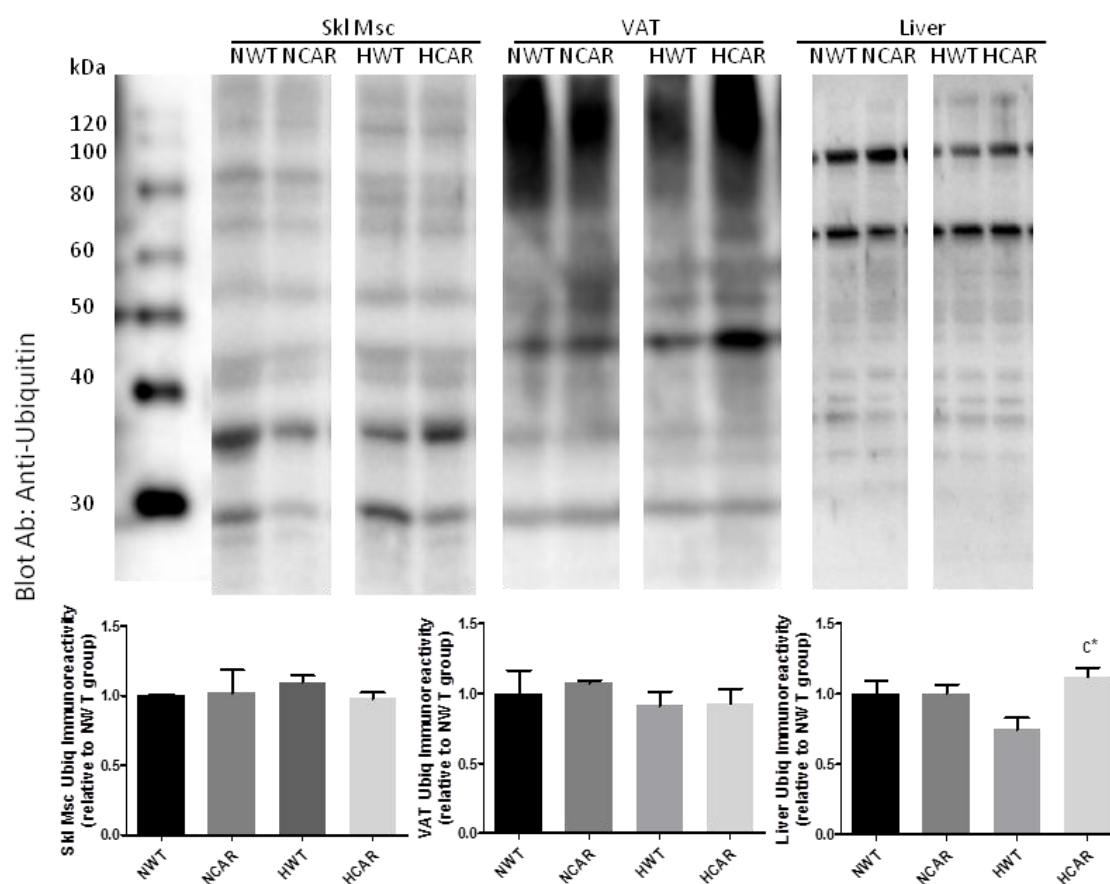 Skl Msc VAT Liver
NWT NCAR HWT HCAR NWT NCAR HWT HCAR NWT NCAR HWT HCAR
kDa
120
100
80
60
50
40
30
Blot Ab: Anti-Ubiquitin
Skl Msc Ubiq Immunoreactivity
(relative to NWT group)
1.5
1.0
0.5
0.0
NWT NCAR HWT HCAR
VAT Ubiq Immunoreactivity
(relative to NWT group)
1.5
1.0
0.5
0.0
NWT NCAR HWT HCAR
Liver Ubiq Immunoreactivity
(relative to NWT group)
1.5
1.0
0.5
0.0
c*
NWT NCAR HWT HCAR